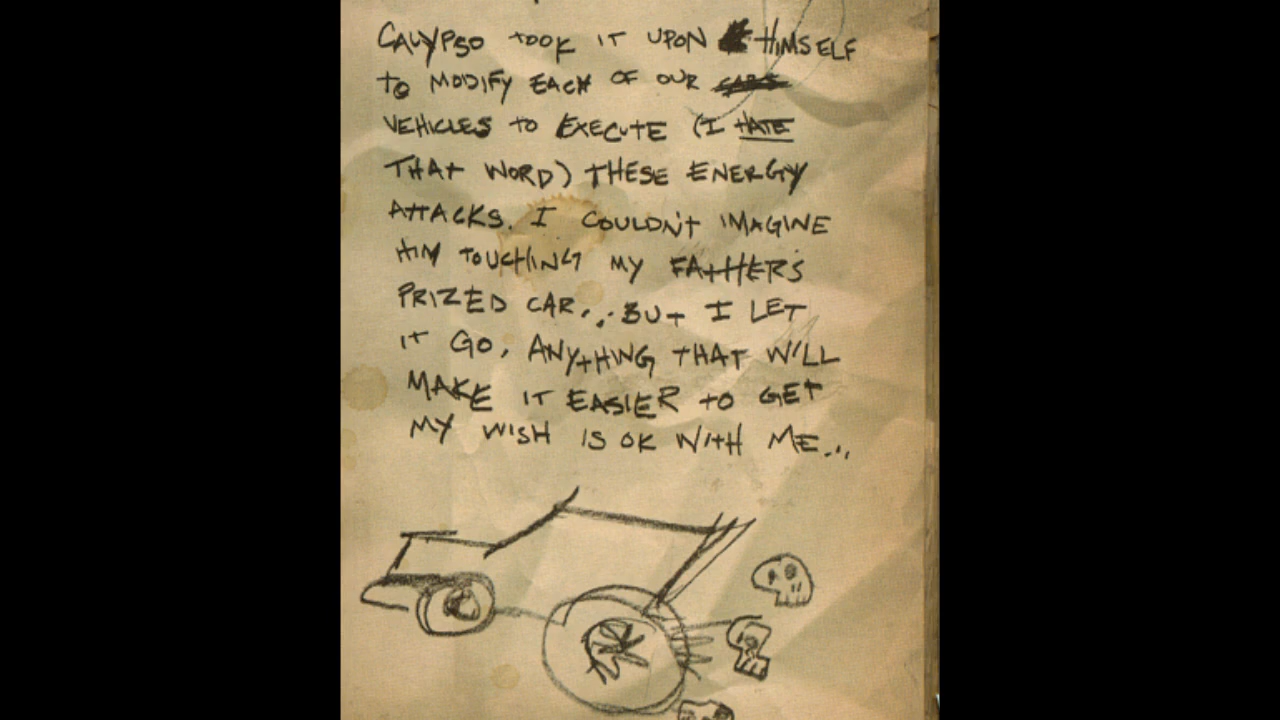 CALYPSO TOOK IT UPON HIMSELF
TO MODIFY EACH OF OUR CARS
VEHICLES TO EXECUTE (I HATE
THAT WORD) THESE ENERGY
ATTACKS. I COULDN'T IMAGINE
HIM TOUCHING MY FATHERS
PRIZED CAR... BUT I LET
IT GO, ANYTHING THAT WILL
MAKE IT EASIER TO GET
MY WISH IS OK WITH ME...